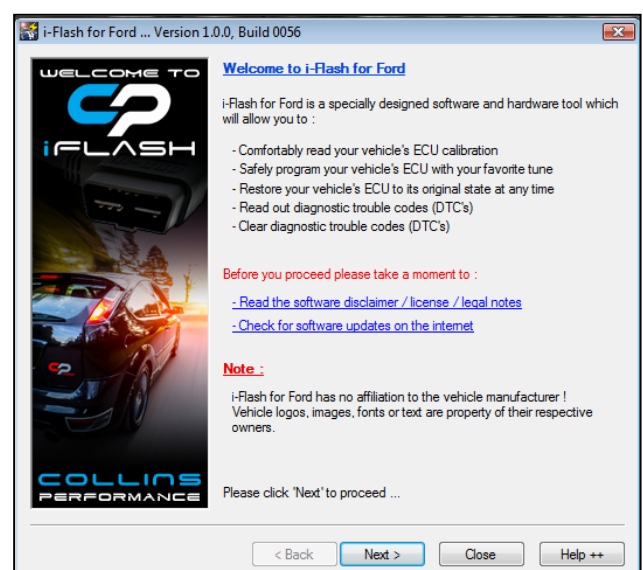 i-Flash for Ford ... Version 1.0.0, Build 0056
WELCOME TO
CP
iFLASH
CP
COLLINS
PERFORMANCE
Welcome to i-Flash for Ford
i-Flash for Ford is a specially designed software and hardware tool which
will allow you to :
- Comfortably read your vehicle's ECU calibration
- Safely program your vehicle's ECU with your favorite tune
- Restore your vehicle's ECU to its original state at any time
- Read out diagnostic trouble codes (DTC's)
- Clear diagnostic trouble codes (DTC's)
Before you proceed please take a moment to :
- Read the software disclaimer / license / legal notes
- Check for software updates on the internet
Note :
i-Flash for Ford has no affiliation to the vehicle manufacturer !
Vehicle logos, images, fonts or text are property of their respective
owners.
Please click 'Next' to proceed ...
< Back
Next >
Close
Help ++